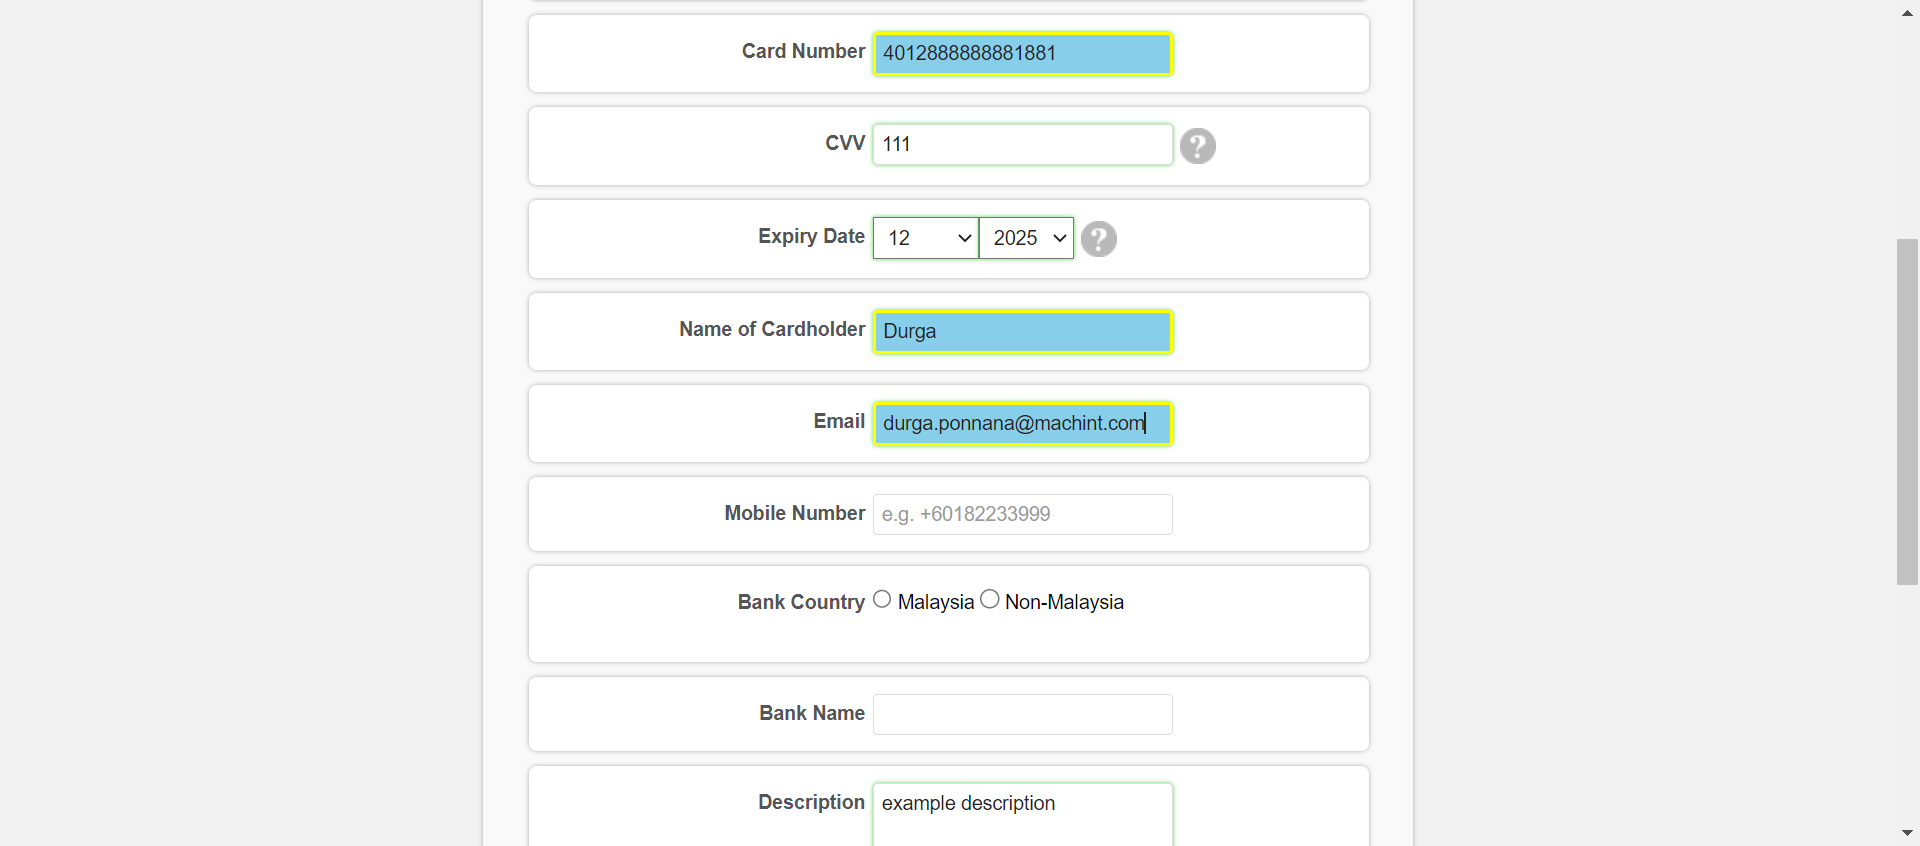 Card Number 4012888888881881
CVV 111 ?
Expiry Date 12 2025 ?
Name of Cardholder Durga
Email durga.ponnana@machint.com
Mobile Number e.g. +60182233999
Bank Country Malaysia Non-Malaysia
Bank Name
Description example description